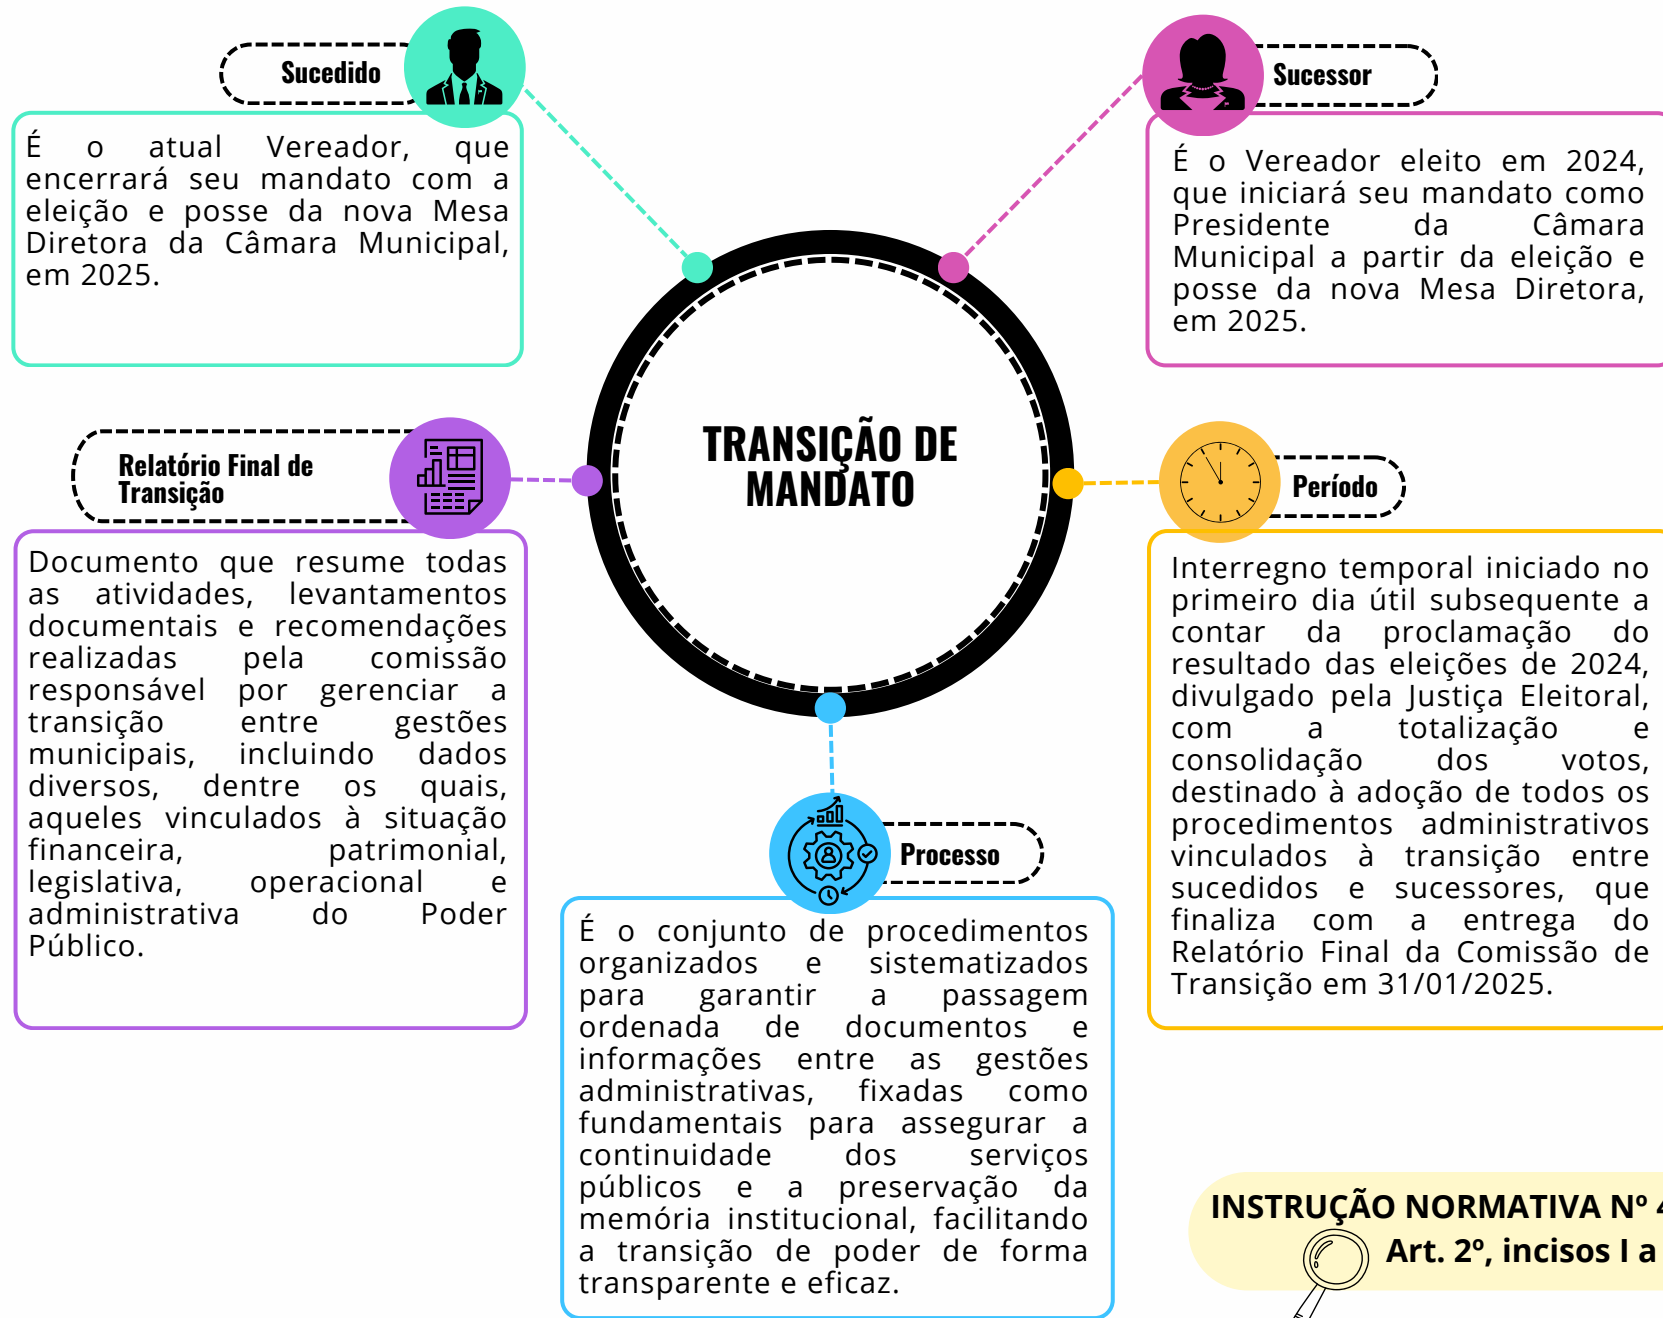 Sucedido
É o atual Vereador, que
encerrará seu mandato com a
eleição e posse da nova Mesa
Diretora da Câmara Municipal,
em 2025.
Sucessor
É o Vereador eleito em 2024,
que iniciará seu mandato como
Presidente da Câmara
Municipal a partir da eleição e
posse da nova Mesa Diretora,
em 2025.
TRANSIÇÃO DE
MANDATO
Relatório Final de
Transição
Documento que resume todas
as atividades, levantamentos
documentais e recomendações
realizadas pela comissão
responsável por gerenciar a
transição entre gestões
municipais, incluindo dados
diversos, dentre os quais,
aqueles vinculados à situação
financeira, patrimonial,
legislativa, operacional e
administrativa do Poder
Público.
Período
Interregno temporal iniciado no
primeiro dia útil subsequente a
contar da proclamação do
resultado das eleições de 2024,
divulgado pela Justiça Eleitoral,
com a totalização e
consolidação dos votos,
destinado à adoção de todos os
procedimentos administrativos
vinculados à transição entre
sucedidos e sucessores, que
finaliza com a entrega do
Relatório Final da Comissão de
Transição em 31/01/2025.
Processo
É o conjunto de procedimentos
organizados e sistematizados
para garantir a passagem
ordenada de documentos e
informações entre as gestões
administrativas, fixadas como
fundamentais para assegurar a
continuidade dos serviços
públicos e a preservação da
memória institucional, facilitando
a transição de poder de forma
transparente e eficaz.
INSTRUÇÃO NORMATIVA Nº
Art. 2º, incisos I a